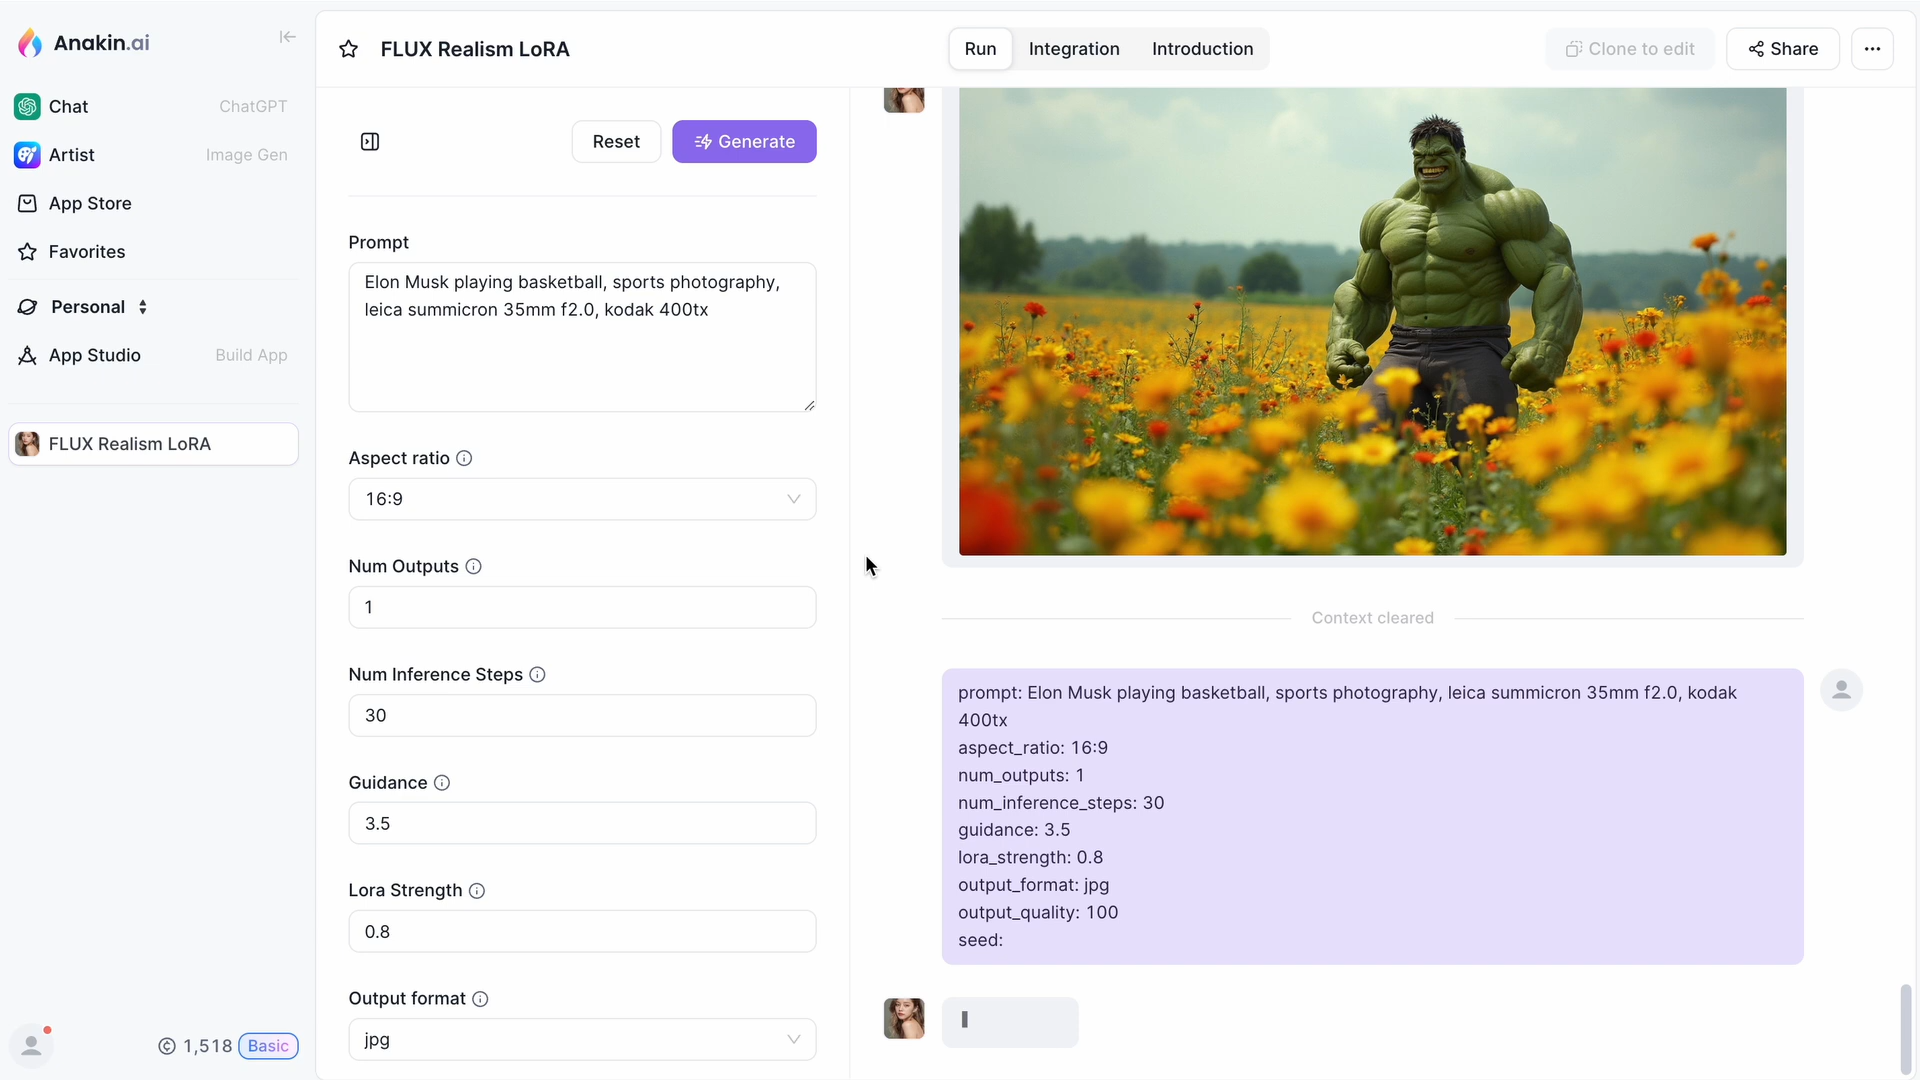 Anakin.ai
Chat ChatGPT
Artist Image Gen
App Store
Favorites
Personal
App Studio Build App
FLUX Realism LoRA
1,518 Basic
FLUX Realism LoRA
Run Integration Introduction
Clone to edit Share
Reset Generate
Prompt
Elon Musk playing basketball, sports photography,
leica summicron 35mm f2.0, kodak 400tx
Aspect ratio
16:9
Num Outputs
1
Num Inference Steps
30
Guidance
3.5
Lora Strength
0.8
Output format
jpg
Context cleared
prompt: Elon Musk playing basketball, sports photography, leica summicron 35mm f2.0, kodak
400tx
aspect_ratio: 16:9
num_outputs: 1
num_inference_steps: 30
guidance: 3.5
lora_strength: 0.8
output_format: jpg
output_quality: 100
seed: